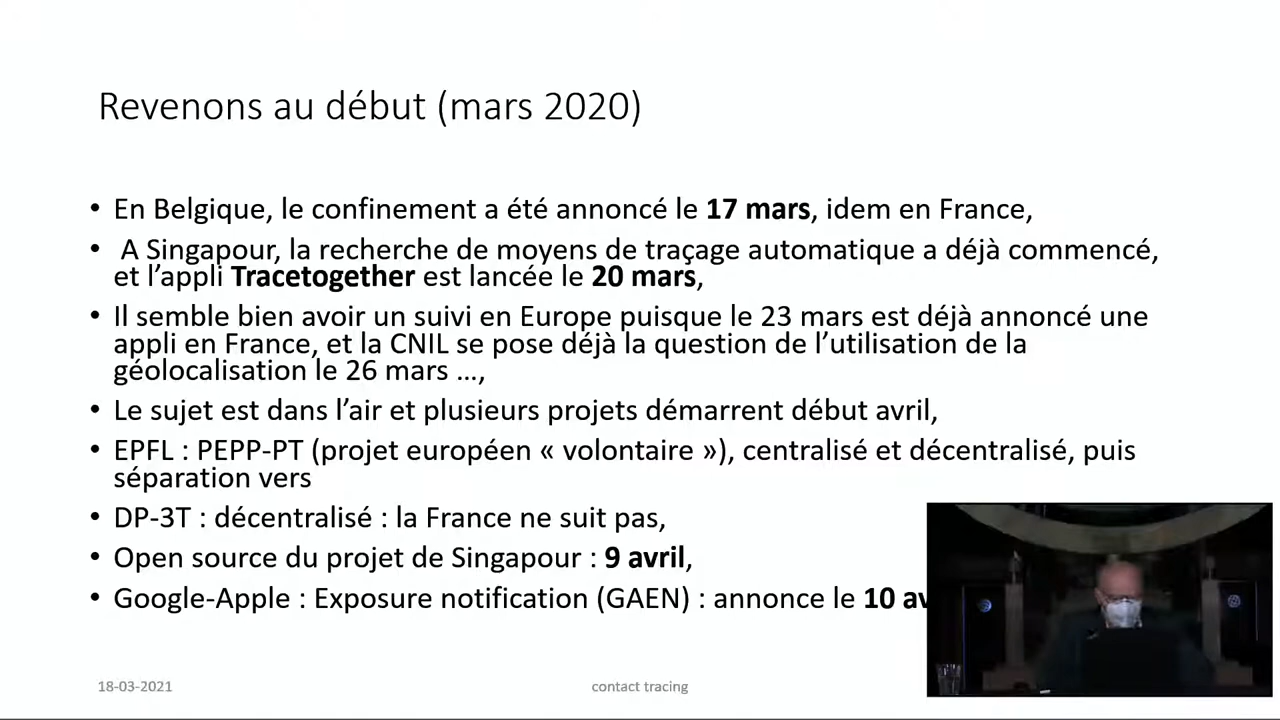 Revenons au début (mars 2020)
• En Belgique, le confinement a été annoncé le 17 mars, idem en France,
• A Singapour, la recherche de moyens de traçage automatique a déjà commencé,
et l’appli Tracetogether est lancée le 20 mars,
• Il semble bien avoir un suivi en Europe puisque le 23 mars est déjà annoncé une
appli en France, et la CNIL se pose déjà la question de l’utilisation de la
géolocalisation le 26 mars …,
• Le sujet est dans l’air et plusieurs projets démarrent début avril,
• EPFL : PEPP-PT (projet européen « volontaire »), centralisé et décentralisé, puis
séparation vers
• DP-3T : décentralisé : la France ne suit pas,
• Open source du projet de Singapour : 9 avril,
• Google-Apple : Exposure notification (GAEN) : annonce le 10
18-03-2021
contact tracing